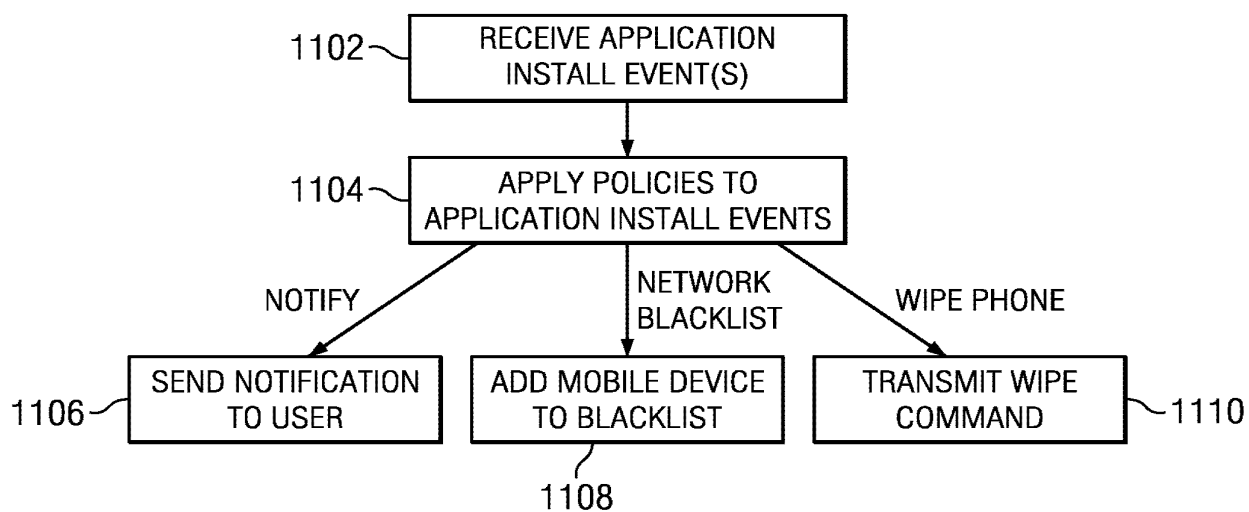 1102
RECEIVE APPLICATION
INSTALL EVENT(S)
1104
APPLY POLICIES TO
APPLICATION INSTALL EVENTS
NOTIFY
NETWORK
BLACKLIST
WIPE PHONE
1106
SEND NOTIFICATION
TO USER
ADD MOBILE DEVICE
TO BLACKLIST
1108
TRANSMIT WIPE
COMMAND
1110